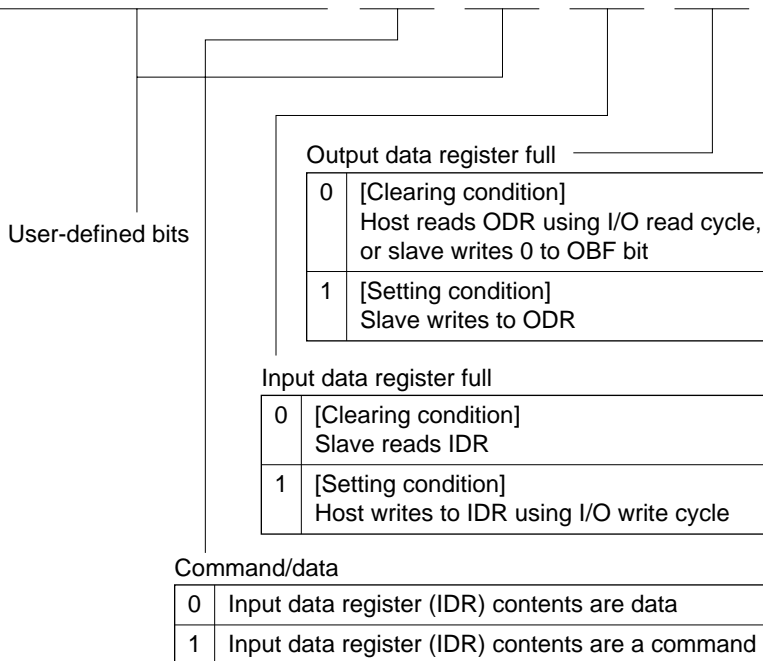 Output data register full
0 [Clearing condition]
Host reads ODR using I/O read cycle,
or slave writes 0 to OBF bit
1 [Setting condition]
Slave writes to ODR
User-defined bits
Input data register full
0 [Clearing condition]
Slave reads IDR
1 [Setting condition]
Host writes to IDR using I/O write cycle
Command/data
0 Input data register (IDR) contents are data
1 Input data register (IDR) contents are a command